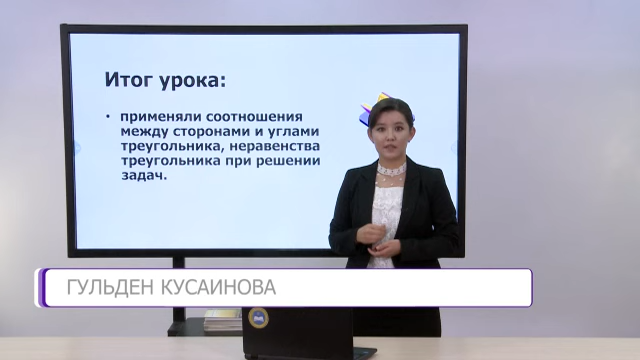 Итог урока:
• применяли соотношения
между сторонами и углами
треугольника, неравенства
треугольника при решении
задач.
ГУЛЬДЕН КУСАИНОВА